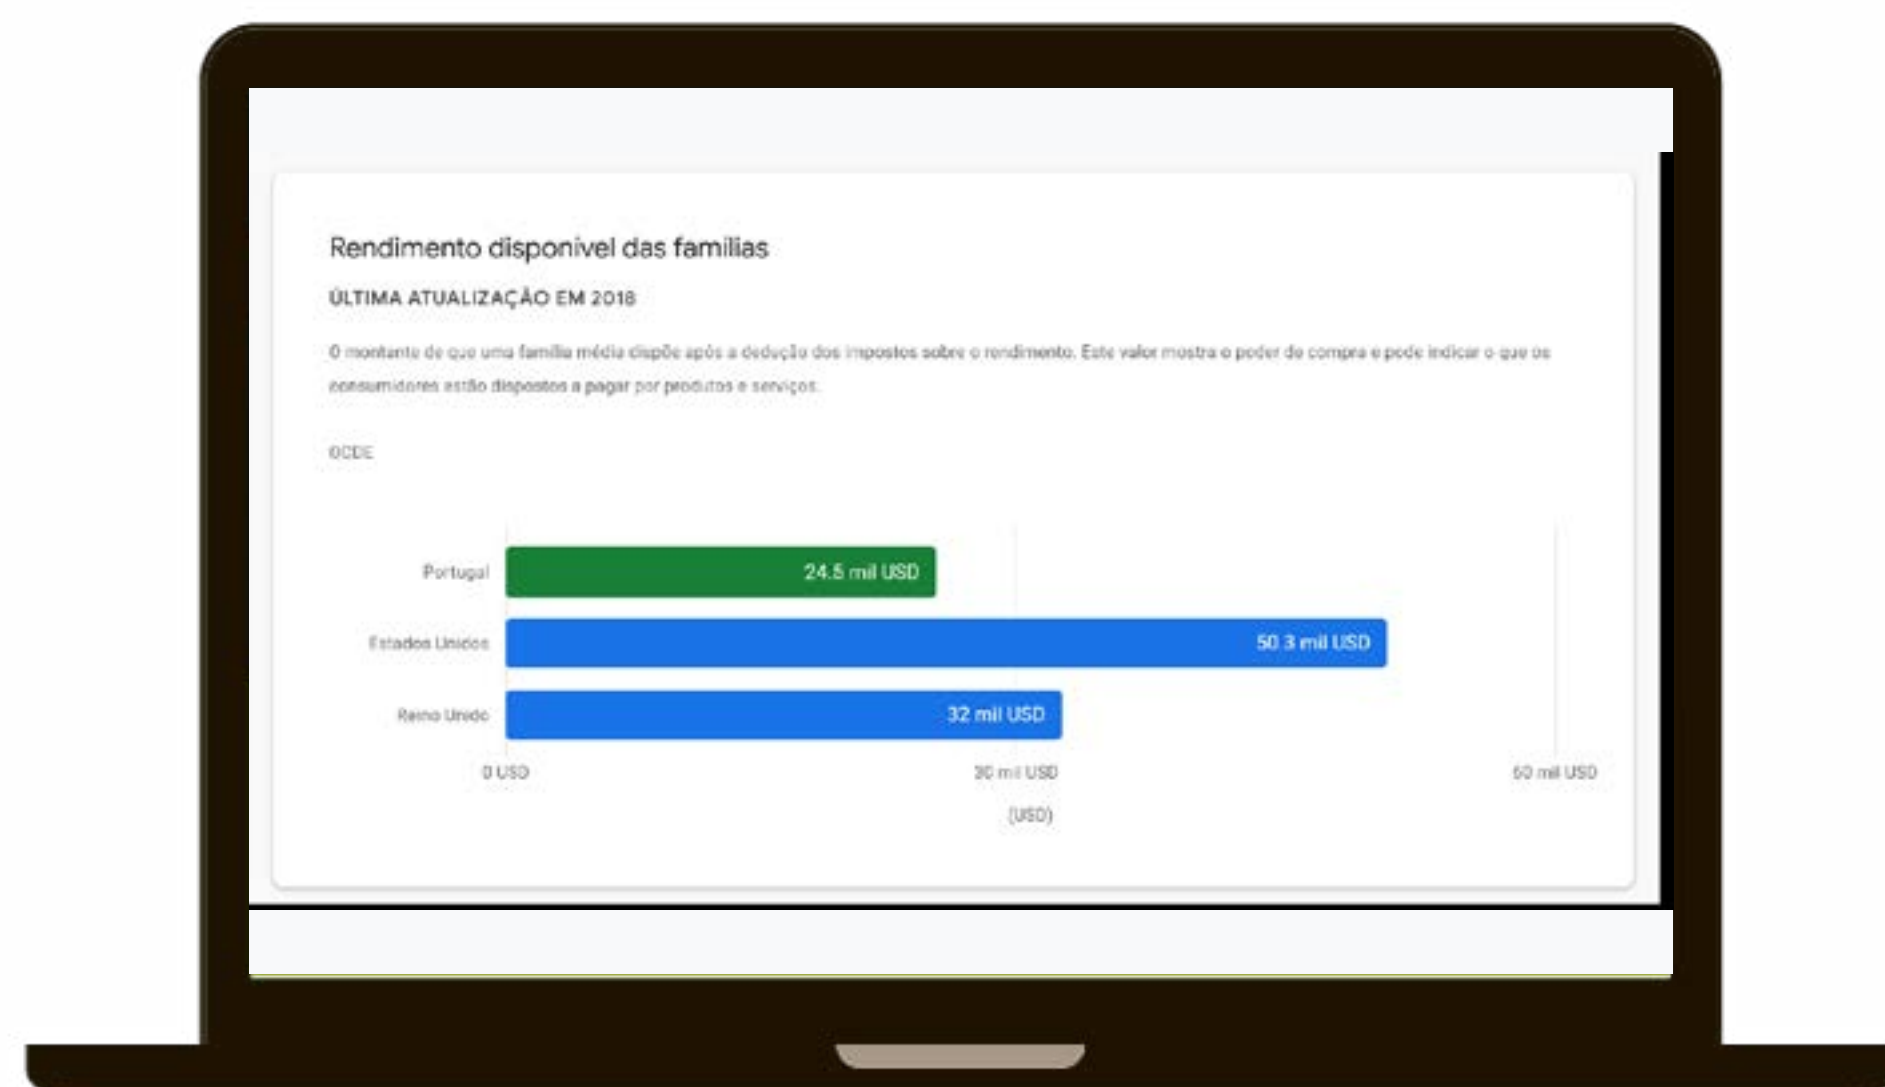 Rendimento disponível das famílias
ÚLTIMA ATUALIZAÇÃO EM 2018
O montante de que uma família média dispõe após a dedução dos impostos sobre o rendimento. Este valor mostra o poder de compra e pode indicar o que os
consumidores estão dispostos a pagar por produtos e serviços.
OCDE
Portugal
24.5 mil USD
Estados Unidos
50.3 mil USD
Reino Unido
32 mil USD
0 USD
30 mil USD
60 mil USD
(USD)